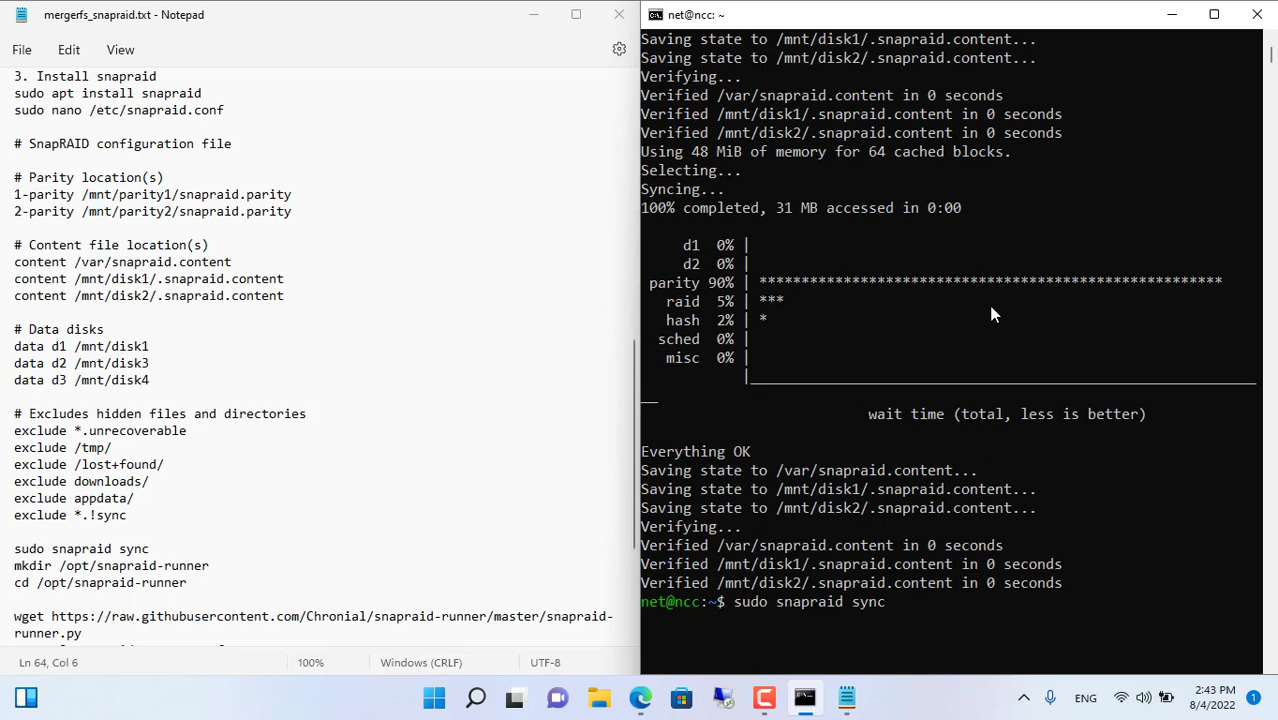 mergerfs_snapraid.txt - Notepad
File Edit View
3. Install snapraid
sudo apt install snapraid
sudo nano /etc/snapraid.conf
# SnapRAID configuration file
# Parity location(s)
1-parity /mnt/parity1/snapraid.parity
2-parity /mnt/parity2/snapraid.parity
# Content file location(s)
content /var/snapraid.content
content /mnt/disk1/.snapraid.content
content /mnt/disk2/.snapraid.content
# Data disks
data d1 /mnt/disk1
data d2 /mnt/disk3
data d3 /mnt/disk4
# Excludes hidden files and directories
exclude *.unrecoverable
exclude /tmp/
exclude /lost+found/
exclude downloads/
exclude appdata/
exclude *.!sync
sudo snapraid sync
mkdir /opt/snapraid-runner
cd /opt/snapraid-runner
wget https://raw.githubusercontent.com/Chronial/snapraid-runner/master/snapraid-
runner.py
Ln 64, Col 6 100% Windows (CRLF) UTF-8
net@ncc: ~
Saving state to /mnt/disk1/.snapraid.content...
Saving state to /mnt/disk2/.snapraid.content...
Verifying...
Verified /var/snapraid.content in 0 seconds
Verified /mnt/disk1/.snapraid.content in 0 seconds
Verified /mnt/disk2/.snapraid.content in 0 seconds
Using 48 MiB of memory for 64 cached blocks.
Selecting...
Syncing...
100% completed, 31 MB accessed in 0:00
d1 0% |
d2 0% |
parity 90% | *******************************************************
raid 5% | ***
hash 2% | *
sched 0% |
misc 0% |
|____________________________________________________________
__
wait time (total, less is better)
Everything OK
Saving state to /var/snapraid.content...
Saving state to /mnt/disk1/.snapraid.content...
Saving state to /mnt/disk2/.snapraid.content...
Verifying...
Verified /var/snapraid.content in 0 seconds
Verified /mnt/disk1/.snapraid.content in 0 seconds
Verified /mnt/disk2/.snapraid.content in 0 seconds
net@ncc:~$ sudo snapraid sync
ENG
2:43 PM
8/4/2022
1